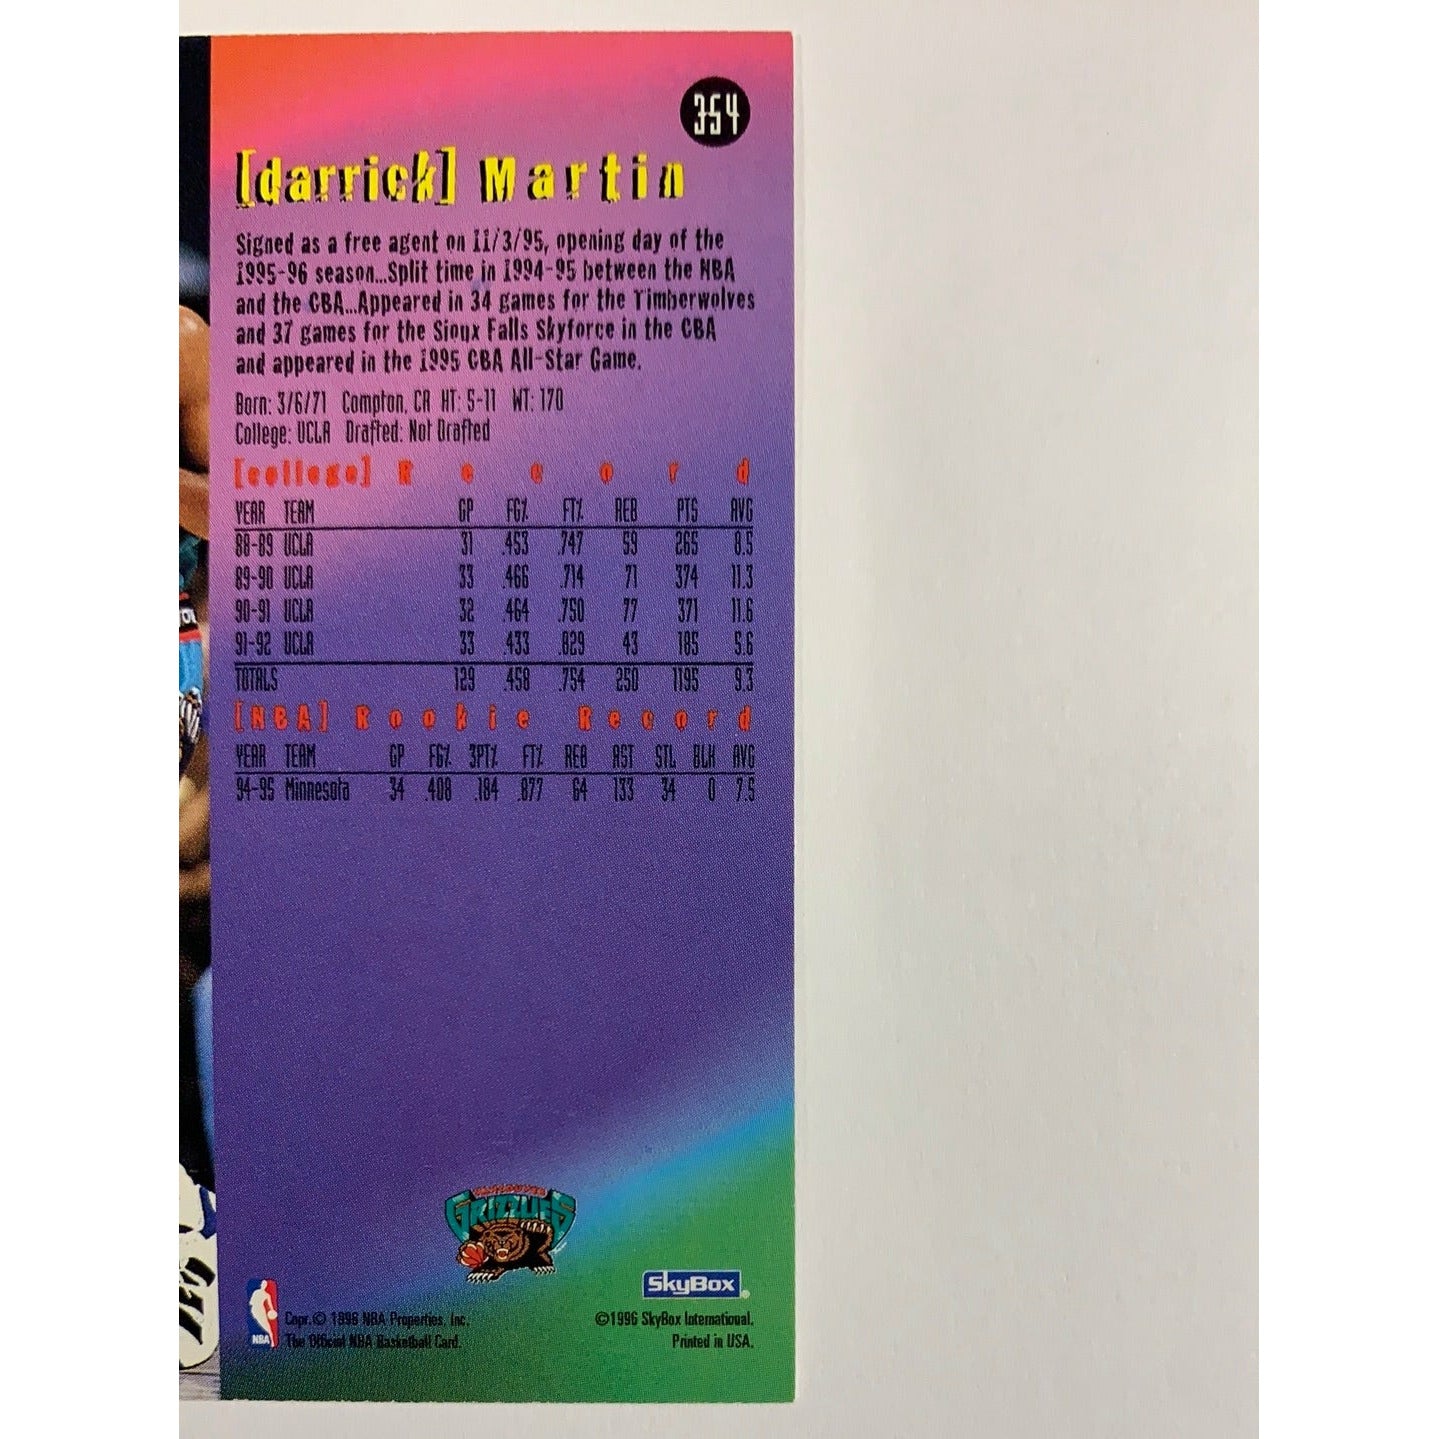 354
[darrick] Martin
Signed as a free agent on 11/3/95, opening day of the
1995-96 season...Split time in 1994-95 between the NBA
and the CBA...Appeared in 34 games for the Timberwolves
and 37 games for the Sioux Falls Skyforce in the CBA
and appeared in the 1995 CBA All-Star Game.
Born: 3/6/71 Compton, CA HT: 5-11 WT: 170
College: UCLA Drafted: Not Drafted
[college] Record
YEAR TEAM GP FG% FT% REB PTS AVG
88-89 UCLA 31 .453 .747 59 265 8.5
89-90 UCLA 33 .466 .714 71 374 11.3
90-91 UCLA 32 .464 .750 77 371 11.6
91-92 UCLA 33 .433 .829 43 185 5.6
TOTALS 129 .458 .754 250 1195 9.3
[NBA] Rookie Record
YEAR TEAM GP FG% 3PT% FT% REB AST STL BLK AVG
94-95 Minnesota 34 .408 .184 .877 64 133 34 0 7.5
VANCOUVER
GRIZZLIES
SkyBox®
NBA
Copr. © 1996 NBA Properties, Inc.
The Official NBA Basketball Card.
©1996 SkyBox International.
Printed in USA.